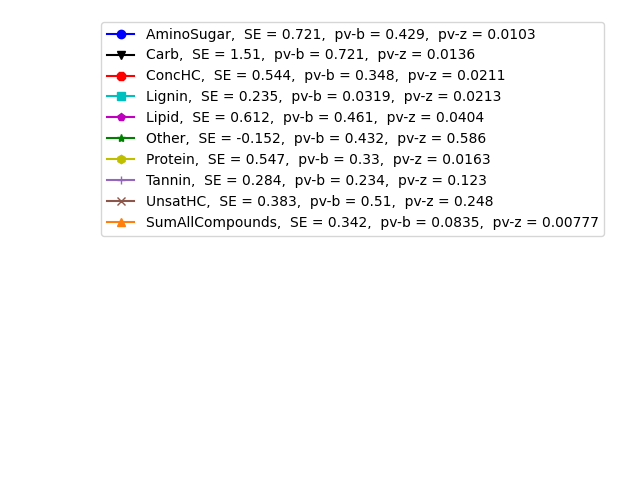 AminoSugar,  SE = 0.721,  pv-b = 0.429,  pv-z = 0.0103
Carb,  SE = 1.51,  pv-b = 0.721,  pv-z = 0.0136
ConcHC,  SE = 0.544,  pv-b = 0.348,  pv-z = 0.0211
Lignin,  SE = 0.235,  pv-b = 0.0319,  pv-z = 0.0213
Lipid,  SE = 0.612,  pv-b = 0.461,  pv-z = 0.0404
Other,  SE = -0.152,  pv-b = 0.432,  pv-z = 0.586
Protein,  SE = 0.547,  pv-b = 0.33,  pv-z = 0.0163
Tannin,  SE = 0.284,  pv-b = 0.234,  pv-z = 0.123
UnsatHC,  SE = 0.383,  pv-b = 0.51,  pv-z = 0.248
SumAllCompounds,  SE = 0.342,  pv-b = 0.0835,  pv-z = 0.00777